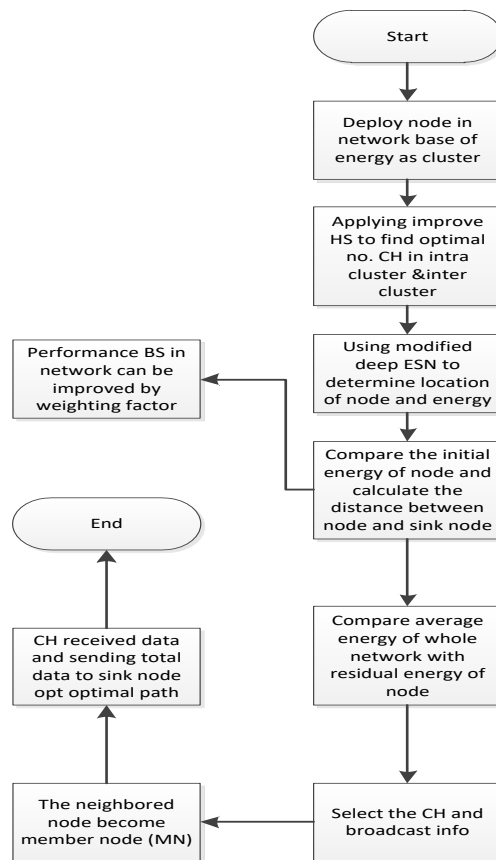 Start
Deploy node in
network base of
energy as cluster
Applying improve
HS to find optimal
no. CH in intra
cluster &inter
cluster
Using modified
deep ESN to
determine location
of node and energy
Performance BS in
network can be
improved by
weighting factor
Compare the initial
energy of node and
calculate the
distance between
node and sink node
Compare average
energy of whole
network with
residual energy of
node
Select the CH and
broadcast info
The neighbored
node become
member node (MN)
CH received data
and sending total
data to sink node
opt optimal path
End